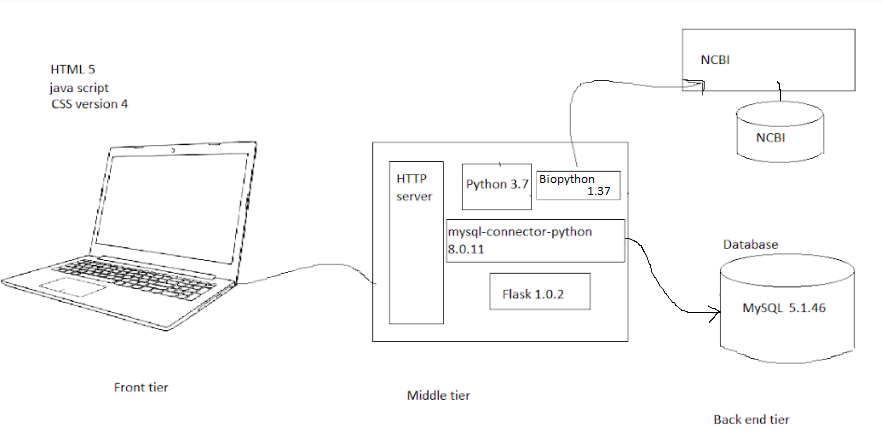 HTML 5
java script
CSS version 4
Front tier
HTTP
server
Python 3.7
Biopython
1.37
mysql-connector-python
8.0.11
Flask 1.0.2
Middle tier
NCBI
NCBI
Database
MySQL 5.1.46
Back end tier